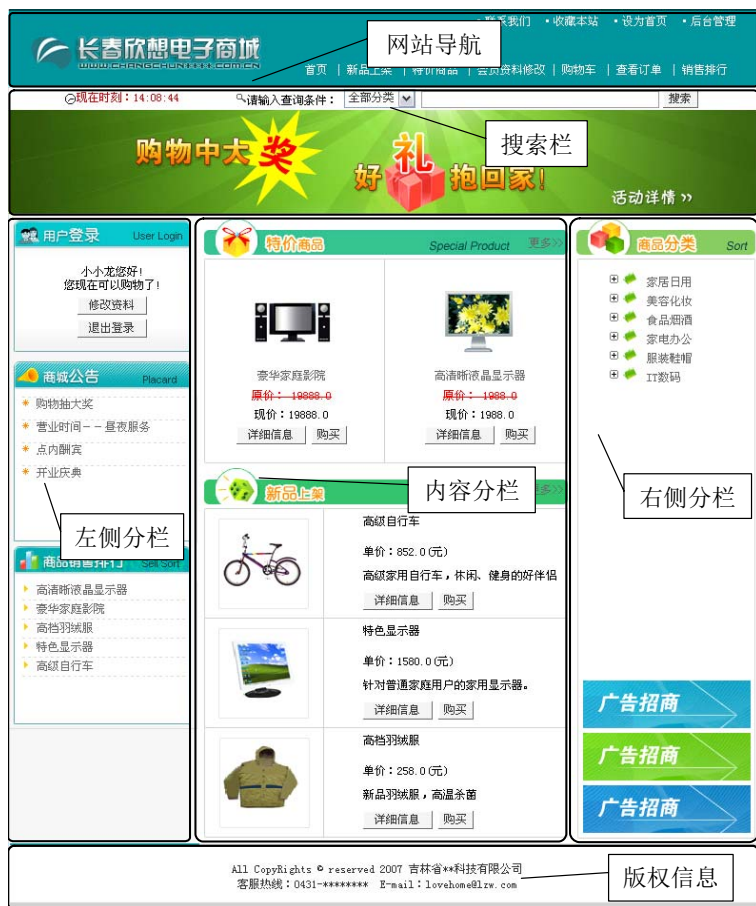 •联系我们 •收藏本站 •设为首页 •后台管理
长春欣想电子商城
网站导航
首页 | 新品上架 | 特价商品 | 会员资料修改 | 购物车 | 查看订单 | 销售排行
现在时刻：14:08:44
请输入查询条件： 全部分类 搜索
搜索栏
购物中大奖
好礼抱回家！
活动详情 >>
用户登录 User Login
小小龙您好！
您现在可以购物了！
修改资料
退出登录
商城公告 Placard
购物抽大奖
营业时间－－昼夜服务
点内酬宾
开业庆典
左侧分栏
商品销售排行 Sell Sort
高清晰液晶显示器
豪华家庭影院
高档羽绒服
特色显示器
高级自行车
特价商品 Special Product 更多>>
豪华家庭影院
原价：19888.0
现价：19888.0
详细信息 购买
高清晰液晶显示器
原价：1988.0
现价：1988.0
详细信息 购买
新品上架 更多>>
内容分栏
高级自行车
单价：852.0(元)
高级家用自行车，休闲、健身的好伴侣
详细信息 购买
特色显示器
单价：1580.0(元)
针对普通家庭用户的家用显示器。
详细信息 购买
高档羽绒服
单价：258.0(元)
新品羽绒服，高温杀菌
详细信息 购买
商品分类 Sort
家居日用
美容化妆
食品烟酒
家电办公
服装鞋帽
IT数码
右侧分栏
广告招商
广告招商
广告招商
All CopyRights © reserved 2007 吉林省**科技有限公司
客服热线：0431-******** E-mail：lovehome@lzw.com
版权信息